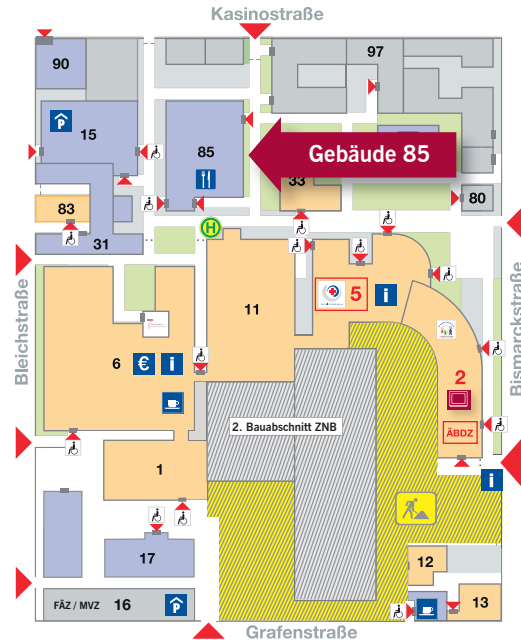 Kasinostraße
90
97
15
P
85
Gebäude 85
33
80
83
31
H
Bleichstraße
Bismarckstraße
11
5
i
6
€
i
2
2. Bauabschnitt ZNB
ÄBDZ
1
i
17
12
FÄZ / MVZ
16
P
13
Grafenstraße